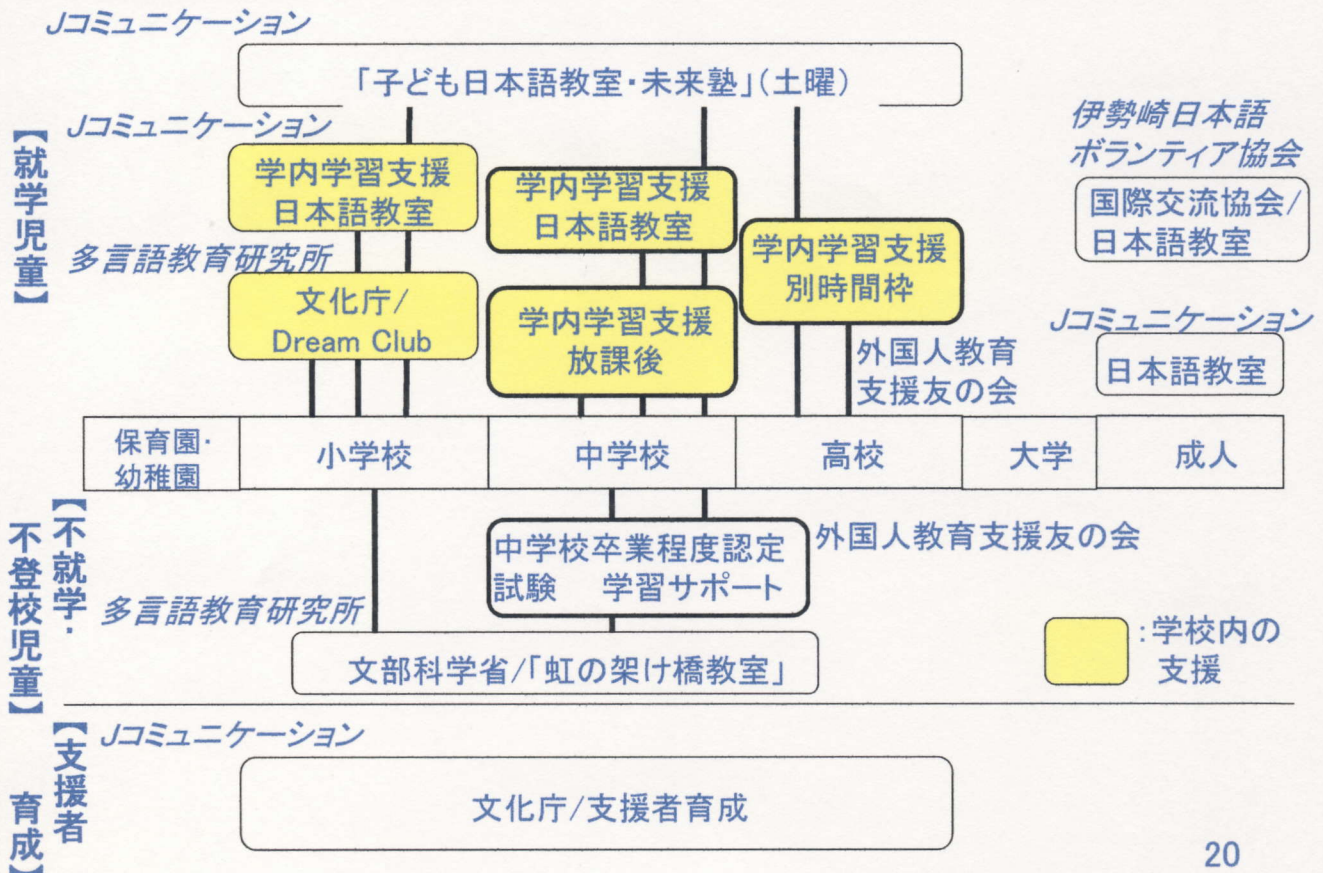 Jコミュニケーション
「子ども日本語教室・未来塾」(土曜)
【就学児童】
Jコミュニケーション
学内学習支援
日本語教室
学内学習支援
日本語教室
学内学習支援
別時間枠
伊勢崎日本語
ボランティア協会
国際交流協会/
日本語教室
多言語教育研究所
文化庁/
Dream Club
学内学習支援
放課後
外国人教育
支援友の会
Jコミュニケーション
日本語教室
保育園・
幼稚園
小学校
中学校
高校
大学
成人
【不就学・
不登校児童】
中学校卒業程度認定
試験 学習サポート
外国人教育支援友の会
多言語教育研究所
文部科学省/「虹の架け橋教室」
:学校内の
支援
【支援者
育成】
Jコミュニケーション
文化庁/支援者育成
20